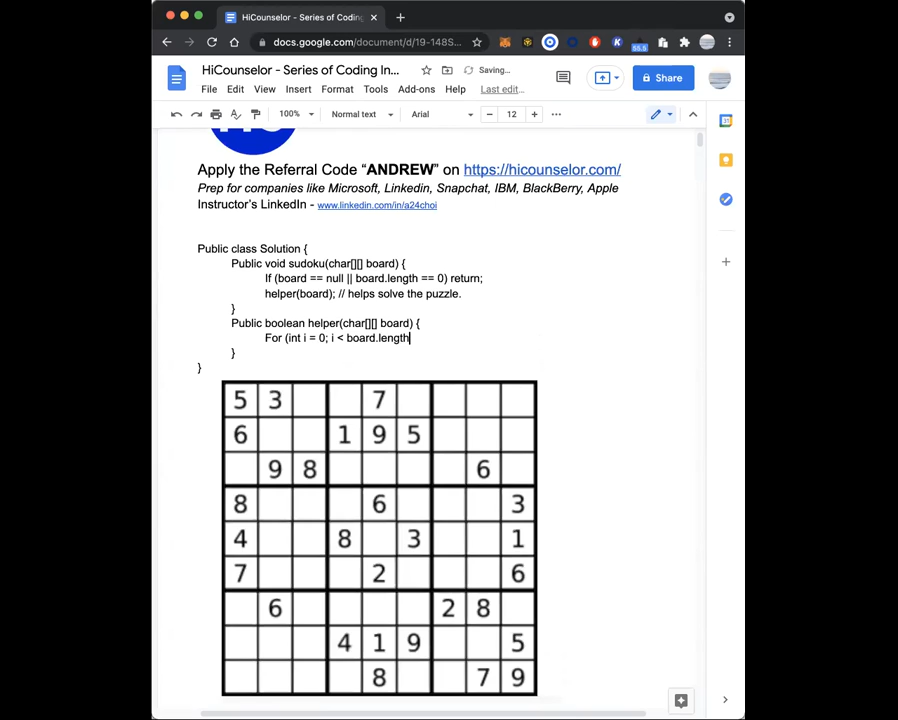 HiCounselor - Series of Coding
docs.google.com/document/d/19-148S...
55.5
HiCounselor - Series of Coding In...
Saving...
File Edit View Insert Format Tools Add-ons Help Last edit...
Share
100% Normal text Arial 12
Apply the Referral Code “ANDREW” on https://hicounselor.com/
Prep for companies like Microsoft, Linkedin, Snapchat, IBM, BlackBerry, Apple
Instructor’s LinkedIn - www.linkedin.com/in/a24choi
Public class Solution {
Public void sudoku(char[][] board) {
If (board == null || board.length == 0) return;
helper(board); // helps solve the puzzle.
}
Public boolean helper(char[][] board) {
For (int i = 0; i < board.length
}
}
5 3 7
6 1 9 5
9 8 6
8 6 3
4 8 3 1
7 2 6
6 2 8
4 1 9 5
8 7 9